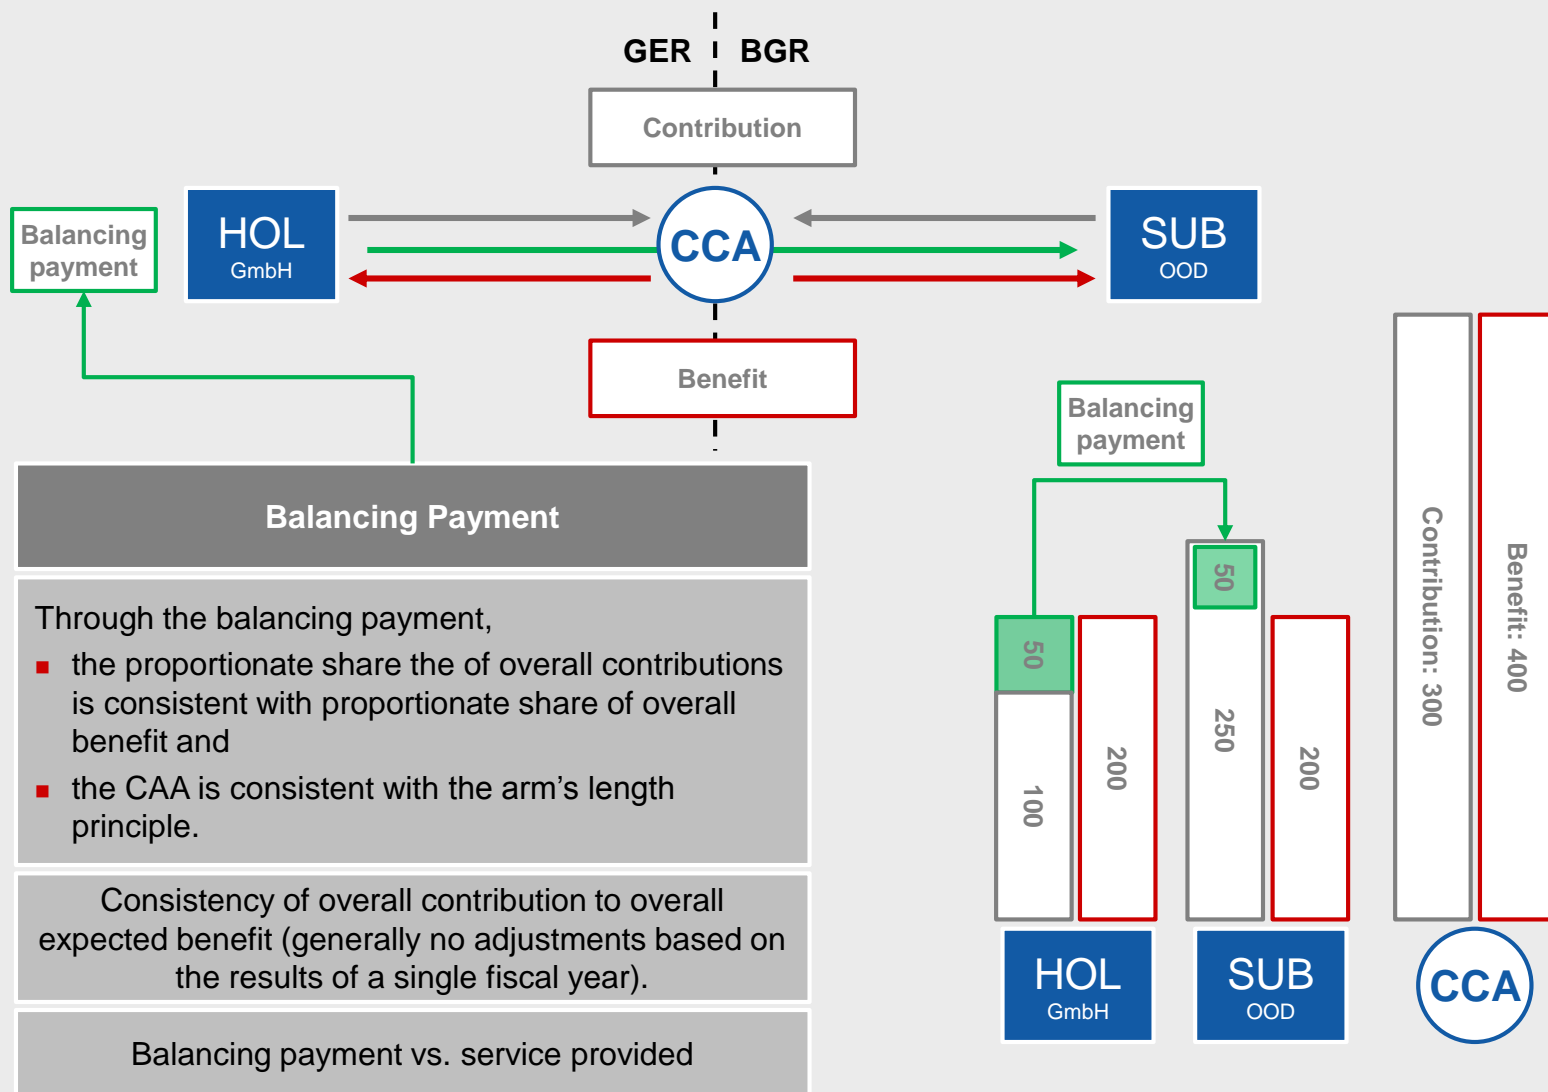 GER
BGR
Contribution
Balancing
payment
HOL
GmbH
CCA
SUB
OOD
Benefit
Balancing Payment
Through the balancing payment,
the proportionate share the of overall contributions
is consistent with proportionate share of overall
benefit and
the CAA is consistent with the arm's length
principle.
Consistency of overall contribution to overall
expected benefit (generally no adjustments based on
the results of a single fiscal year).
Balancing payment vs. service provided
Balancing
payment
50
100
200
50
250
200
Contribution: 300
Benefit: 400
HOL
GmbH
SUB
OOD
CCA